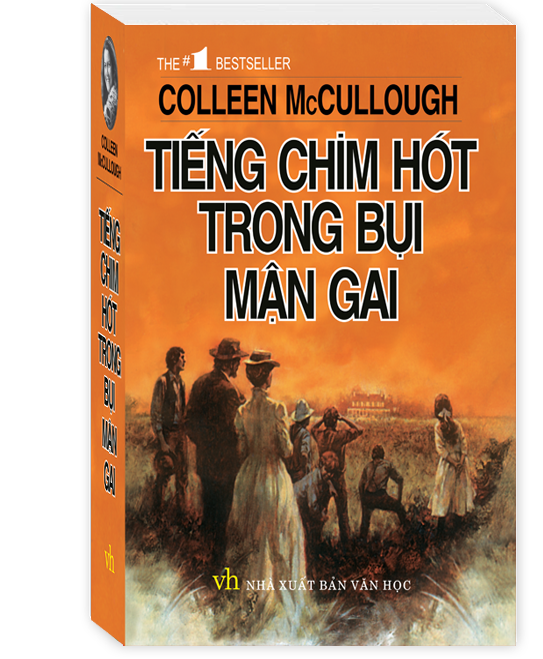 THE #1 BESTSELLER
COLLEEN McCULLOUGH
TIẾNG CHIM HÓT
TRONG BỤI
MẬN GAI
vh NHÀ XUẤT BẢN VĂN HỌC
COLLEEN
McCULLOUGH
TIẾNG
CHIM
HÓT
TRONG
BỤI
MẬN
GAI
vh